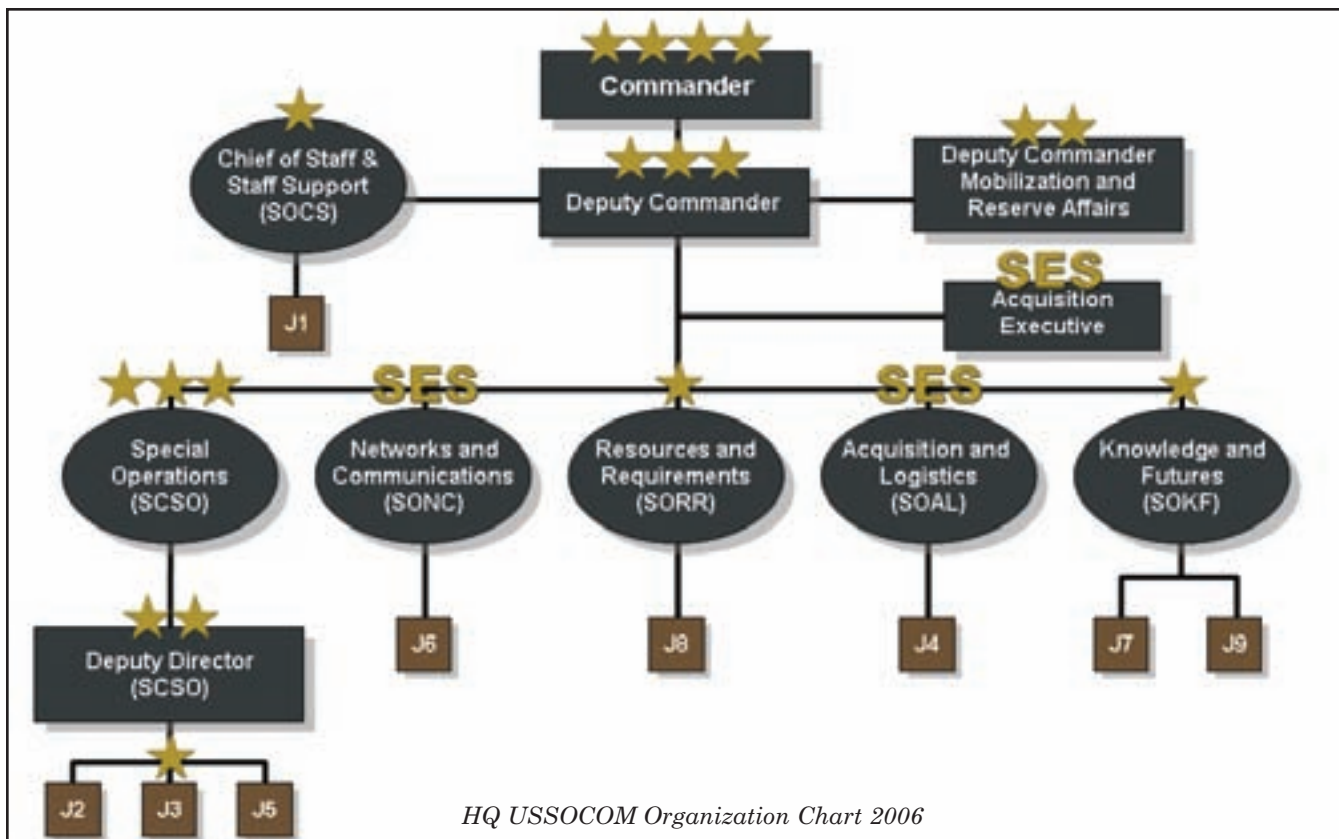 Commander
Chief of Staff &
Staff Support
(SOCS)
Deputy Commander
Deputy Commander
Mobilization and
Reserve Affairs
J1
SES
Acquisition
Executive
SES
SES
Special
Operations
(SCSO)
Networks and
Communications
(SONC)
Resources and
Requirements
(SORR)
Acquisition and
Logistics
(SOAL)
Knowledge and
Futures
(SOKF)
Deputy Director
(SCSO)
J6
J8
J4
J7
J9
J2
J3
J5
HQ USSOCOM Organization Chart 2006